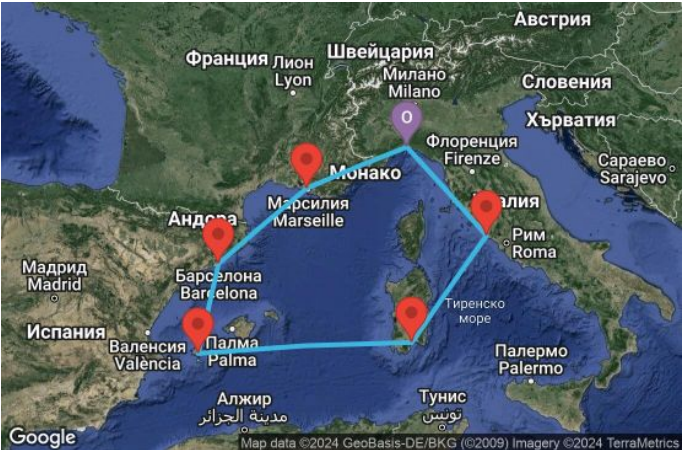 Австрия
Франция
Лион
Lyon
Швейцария
Милано
Milano
Словения
Хърватия
О
Флоренция
Firenze
Сараево
Sarajevo
Монако
Марсилия
Marseille
Андора
алия
Рим
Roma
Барселона
Barcelona
Мадрид
Madrid
Тиренско
море
Испания
Валенсия
València
Палма
Palma
Палермо
Palermo
Алжир
مدينة الجزائر
Тунис
تونس
Google
Map data ©2024 GeoBasis-DE/BKG (©2009) Imagery ©2024 TerraMetrics